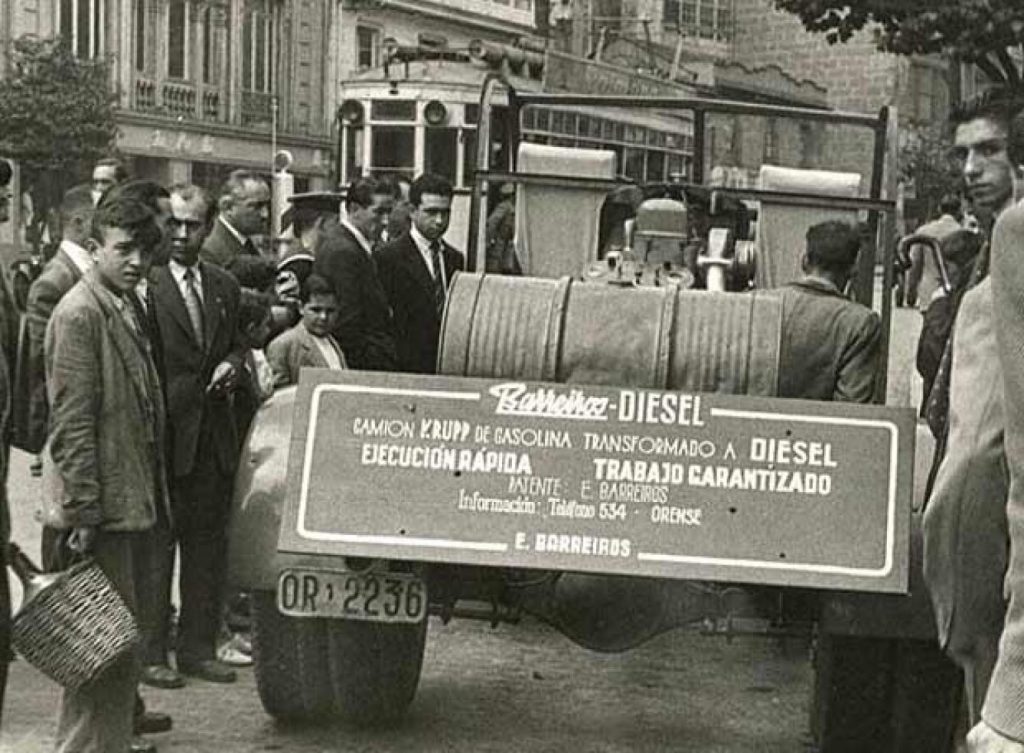 Barreiros-DIESEL
CAMION KRUPP DE GASOLINA TRANSFORMADO A DIESEL
EJECUCIÓN RÁPIDA TRABAJO GARANTIZADO
PATENTE: E. BARREIROS
Información: Teléfono 534 - ORENSE
E. BARREIROS
OR-1 2236